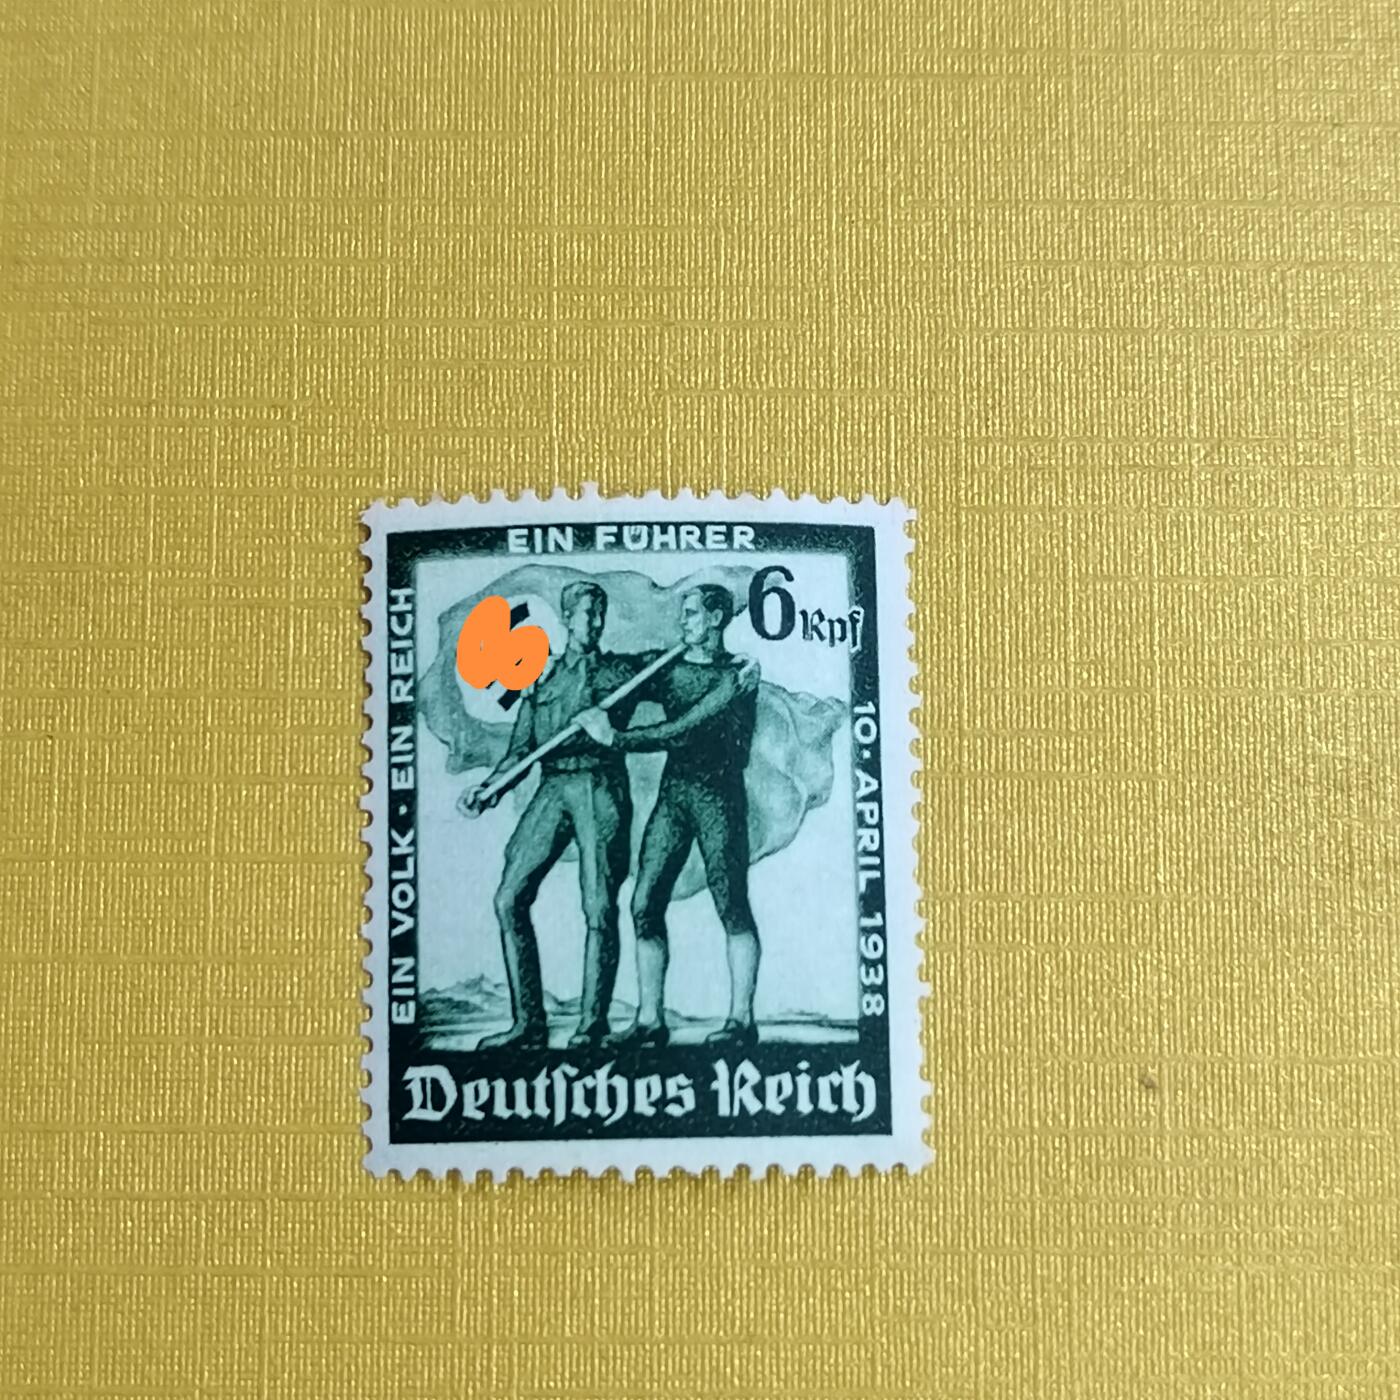 EIN VOLK · EIN REICH
EIN FÜHRER
6 Rpf
10. APRIL 1938
Deutsches Reich